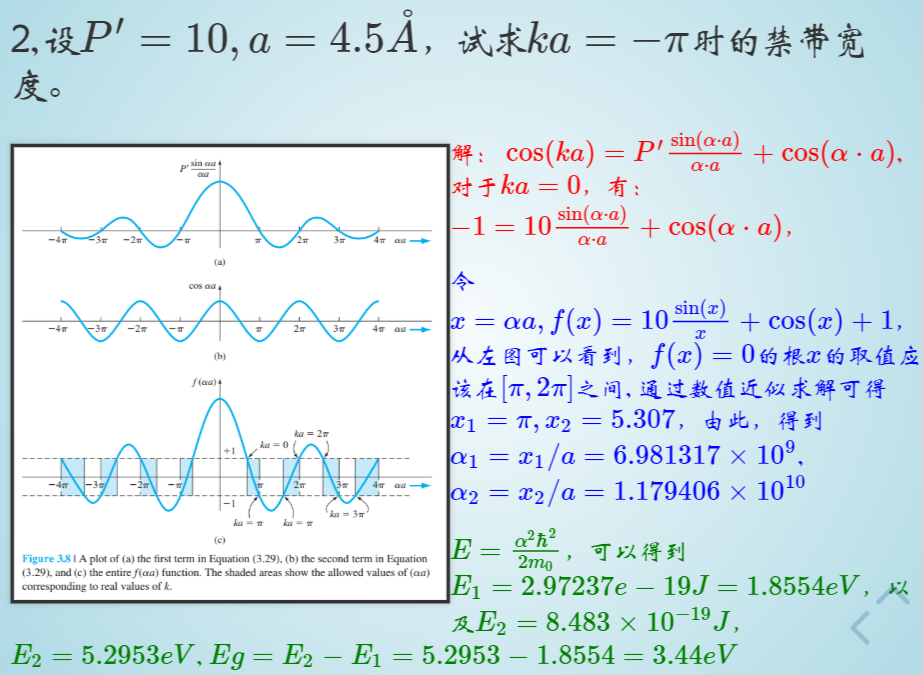 2,设P′ = 10, a = 4.5Å，试求ka = −π时的禁带宽
度。
解： cos(ka) = P′ sin(α·a)/α·a + cos(α · a),
对于ka = 0，有：
−1 = 10 sin(α·a)/α·a + cos(α · a)，
令
x = αa, f(x) = 10 sin(x)/x + cos(x) + 1，
从左图可以看到，f(x) = 0的根x的取值应
该在[π, 2π]之间,通过数值近似求解可得
x₁ = π, x₂ = 5.307，由此，得到
α₁ = x₁/a = 6.981317 × 10⁹,
α₂ = x₂/a = 1.179406 × 10¹⁰
E = α²ħ²/2m₀，可以得到
E₁ = 2.97237e − 19J = 1.8554eV，以
及E₂ = 8.483 × 10⁻¹⁹J，
E₂ = 5.2953eV, Eg = E₂ − E₁ = 5.2953 − 1.8554 = 3.44eV
P′ sin αa/αa
−4π −3π −2π −π π 2π 3π 4π αa
(a)
cos αa
−4π −3π −2π −π π 2π 3π 4π αa
(b)
f(αa)
ka = 2π
+1 ka = 0
−4π −3π −2π −π π 2π 3π 4π αa
−1 ka = π ka = π ka = 3π
(c)
Figure 3.8 | A plot of (a) the first term in Equation (3.29), (b) the second term in Equation
(3.29), and (c) the entire f(αa) function. The shaded areas show the allowed values of (αa)
corresponding to real values of k.